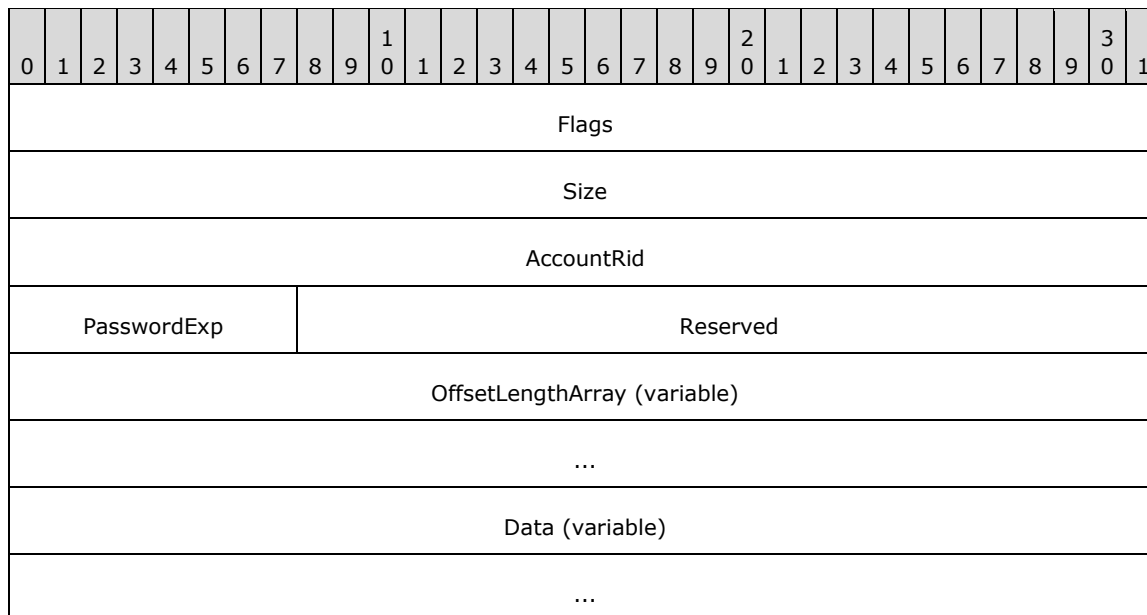 1 2 3
0 1 2 3 4 5 6 7 8 9 0 1 2 3 4 5 6 7 8 9 0 1 2 3 4 5 6 7 8 9 0 1
Flags
Size
AccountRid
PasswordExp Reserved
OffsetLengthArray (variable)
...
Data (variable)
...